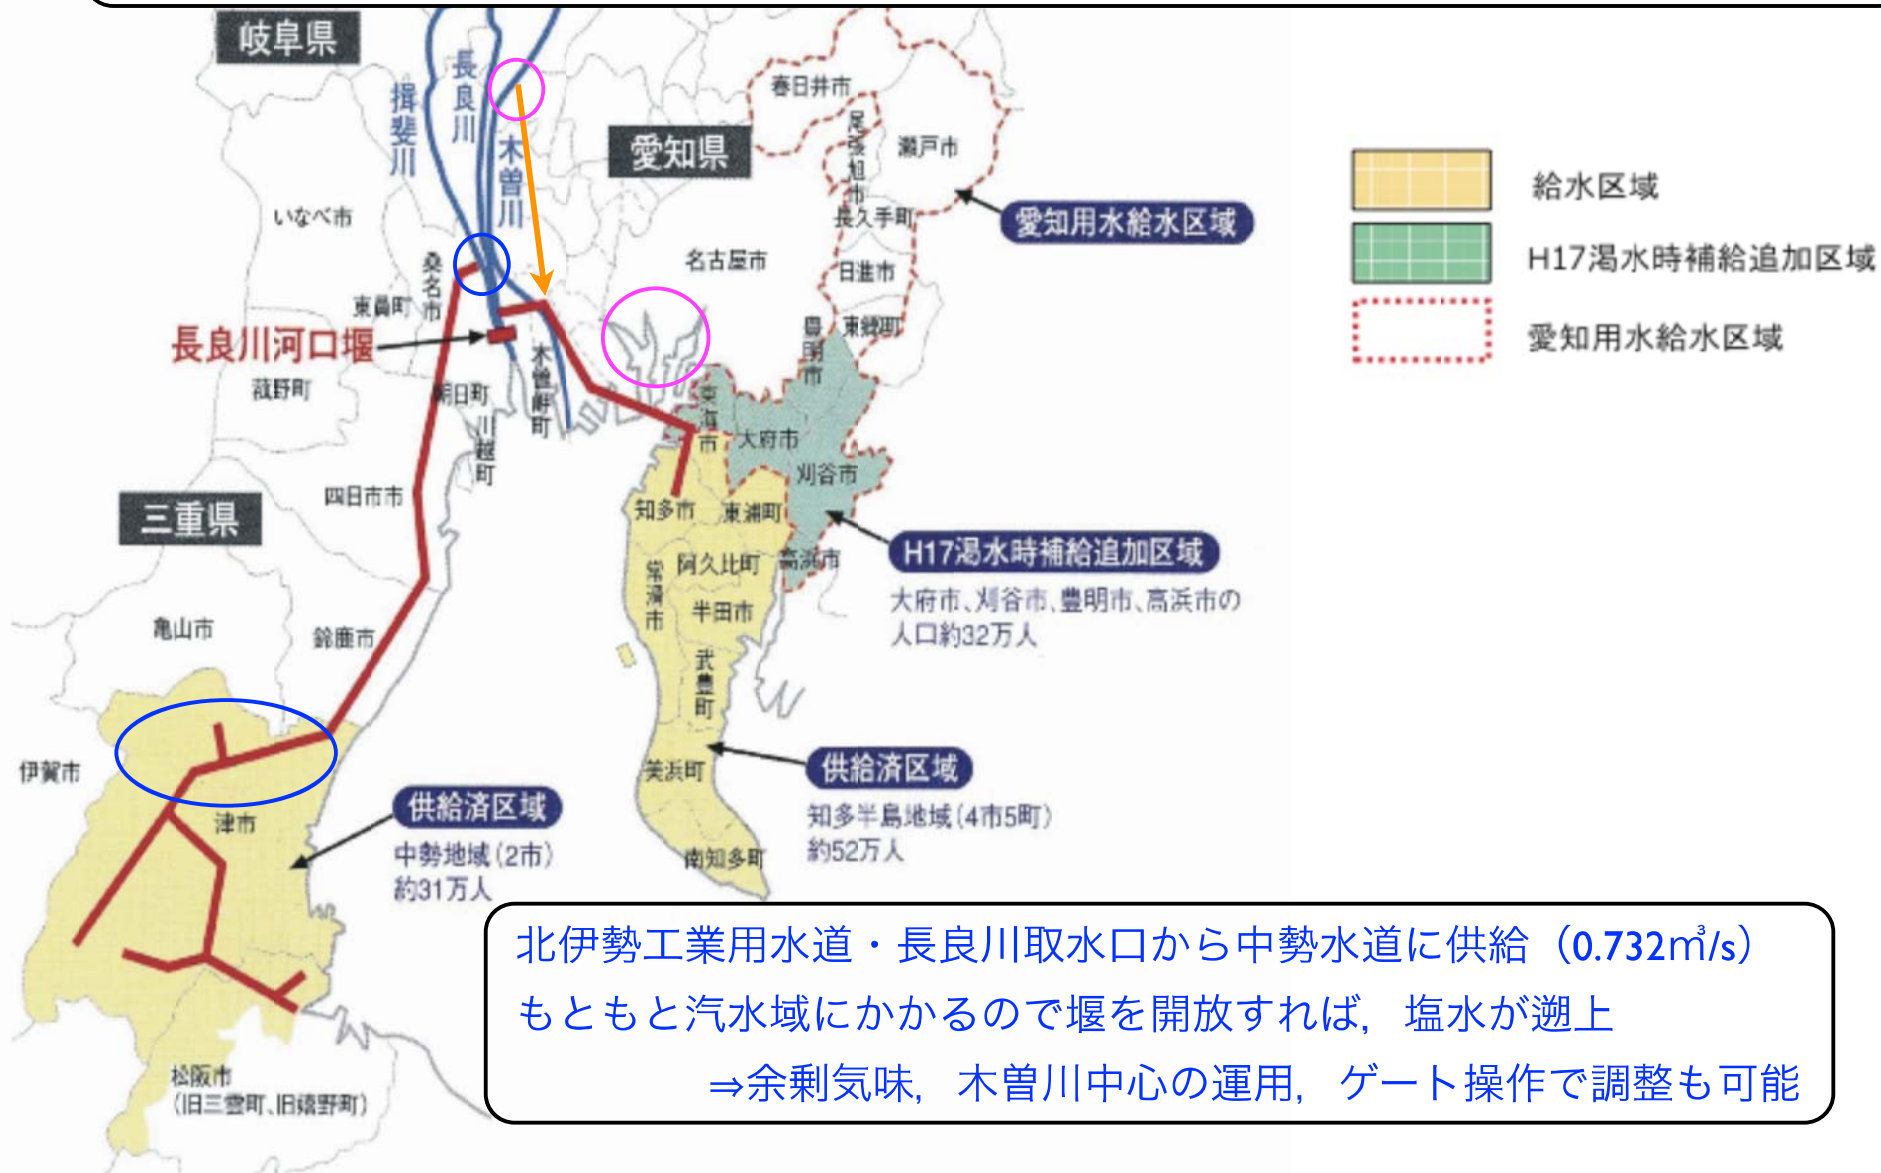 岐阜県
長良川
揖斐川
木曽川
愛知県
春日井市
尾張旭市
瀬戸市
長久手町
愛知用水給水区域
給水区域
H17渇水時補給追加区域
愛知用水給水区域
いなべ市
桑名市
東員町
名古屋市
日進市
東郷町
豊明市
長良川河口堰
菰野町
朝日町
川越町
木曽岬町
東海市
大府市
刈谷市
四日市市
三重県
知多市
東浦町
高浜市
H17渇水時補給追加区域
大府市、刈谷市、豊明市、高浜市の
人口約32万人
阿久比町
常滑市
半田市
武豊町
亀山市
鈴鹿市
伊賀市
美浜町
供給済区域
知多半島地域(4市5町)
約52万人
南知多町
津市
供給済区域
中勢地域(2市)
約31万人
松阪市
(旧三雲町、旧嬉野町)
北伊勢工業用水道・長良川取水口から中勢水道に供給（0.732㎥/s）
もともと汽水域にかかるので堰を開放すれば，塩水が遡上
⇒余剰気味，木曽川中心の運用，ゲート操作で調整も可能